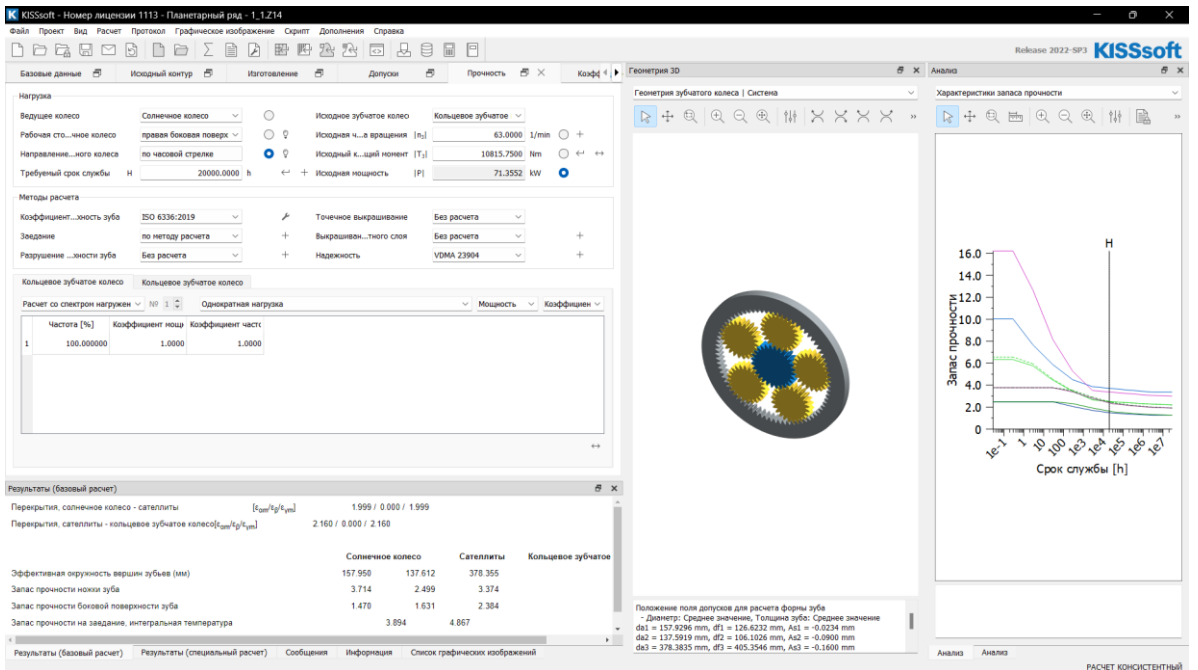 KISSsoft - Номер лицензии 1113 - Планетарный ряд - 1_1.Z14
Файл Проект Вид Расчет Протокол Графическое изображение Скрипт Дополнения Справка
Release 2022-SP3 KISSsoft
Базовые данные Исходный контур Изготовление Допуски Прочность Коэфф
Нагрузка
Ведущее колесо Солнечное колесо Исходное зубчатое колес Кольцевое зубчатое
Рабочая сто...чное колесо правая боковая поверх Исходная ч...а вращения |n₃| 63.0000 1/min
Направление...ного колеса по часовой стрелке Исходный к...щий момент |T₃| 10815.7500 Nm
Требуемый срок службы H 20000.0000 h Исходная мощность |P| 71.3552 kW
Методы расчета
Коэффициент...хность зуба ISO 6336:2019 Точечное выкрашивание Без расчета
Заедание по методу расчета Выкрашиван...тного слоя Без расчета
Разрушение ...хности зуба Без расчета Надежность VDMA 23904
Кольцевое зубчатое колесо Кольцевое зубчатое колесо
Расчет со спектром нагружен № 1 Однократная нагрузка Мощность Коэффициен
Частота [%] Коэффициент мощн Коэффициент часто
1 100.000000 1.0000 1.0000
Результаты (базовый расчет)
Перекрытия, солнечное колесо - сателлиты [εαm/εβ/εγm] 1.999 / 0.000 / 1.999
Перекрытия, сателлиты - кольцевое зубчатое колесо[εαm/εβ/εγm] 2.160 / 0.000 / 2.160
Солнечное колесо Сателлиты Кольцевое зубчатое
Эффективная окружность вершин зубьев (мм) 157.950 137.612 378.355
Запас прочности ножки зуба 3.714 2.499 3.374
Запас прочности боковой поверхности зуба 1.470 1.631 2.384
Запас прочности на заедание, интегральная температура 3.894 4.867
Результаты (базовый расчет) Результаты (специальный расчет) Сообщения Информация Список графических изображений
Геометрия 3D
Геометрия зубчатого колеса | Система
Положение поля допусков для расчета формы зуба
- Диаметр: Среднее значение, Толщина зуба: Среднее значение
da1 = 157.9296 mm, df1 = 126.6232 mm, As1 = -0.0234 mm
da2 = 137.5919 mm, df2 = 106.1026 mm, As2 = -0.0900 mm
da3 = 378.3835 mm, df3 = 405.3546 mm, As3 = -0.1600 mm
Анализ
Характеристики запаса прочности
H
Запас прочности
16.0
14.0
12.0
10.0
8.0
6.0
4.0
2.0
0
1e-1 1 10 100 1e3 1e4 1e5 1e6 1e7
Срок службы [h]
Анализ Анализ
РАСЧЕТ КОНСИСТЕНТНЫЙ